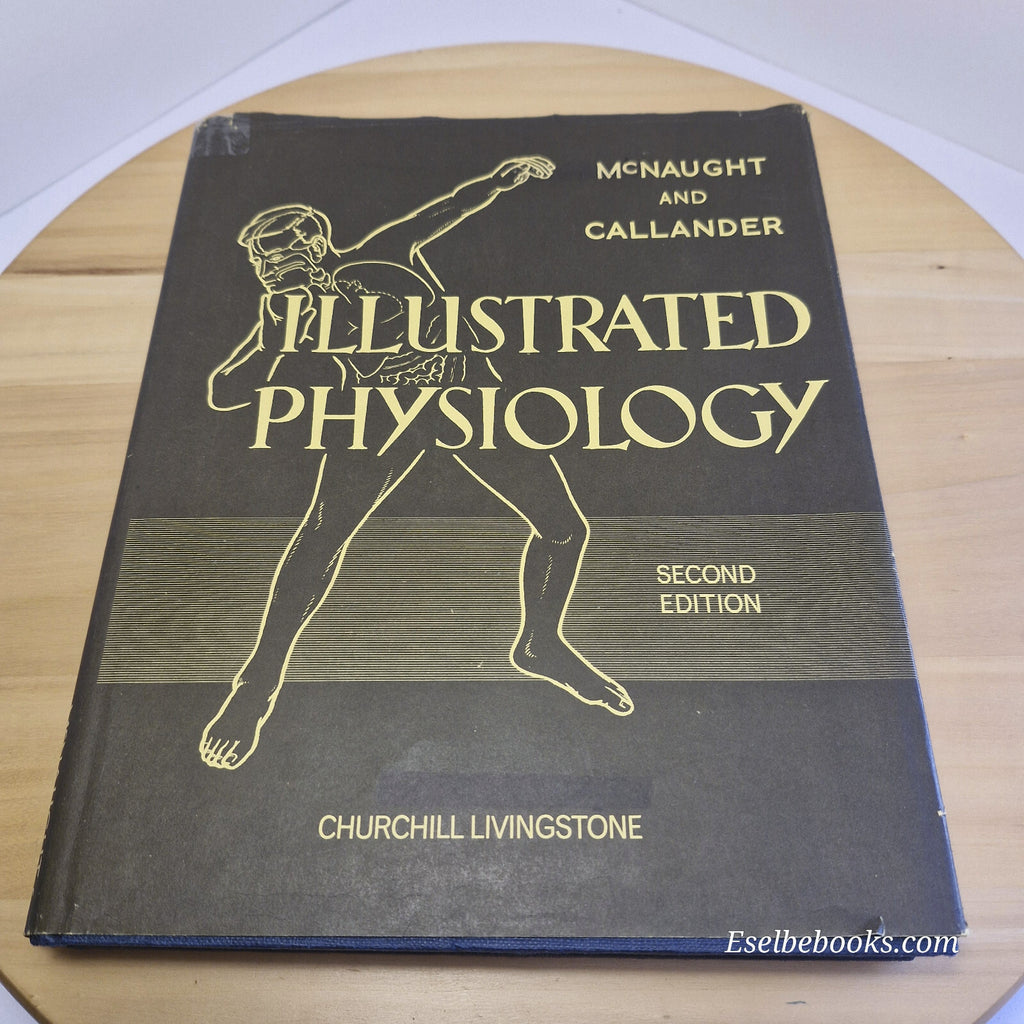 McNAUGHT
AND
CALLANDER
ILLUSTRATED
PHYSIOLOGY
SECOND
EDITION
CHURCHILL LIVINGSTONE
Eselbebooks.com